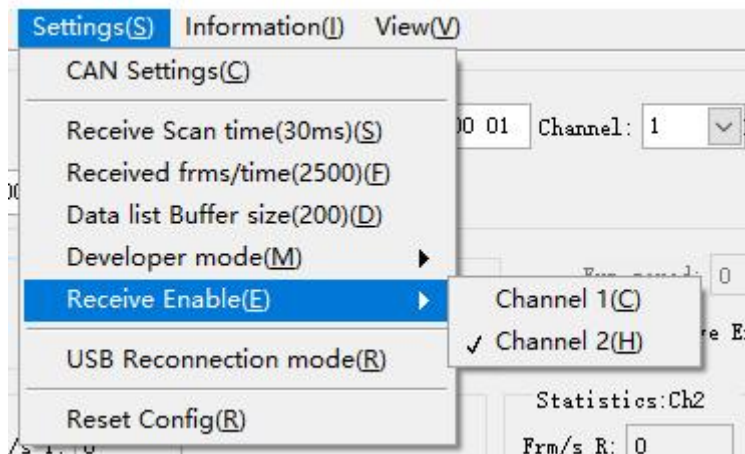 Settings(S) Information(I) View(V)
CAN Settings(C)
00 01 Channel: 1
Receive Scan time(30ms)(S)
Received frms/time(2500)(F)
Data list Buffer size(200)(D)
Developer mode(M)
0
Receive Enable(E)
Channel 1(C)
✓ Channel 2(H)
USB Reconnection mode(R)
Statistics:Ch2
Reset Config(R)
Frm/s R: 0